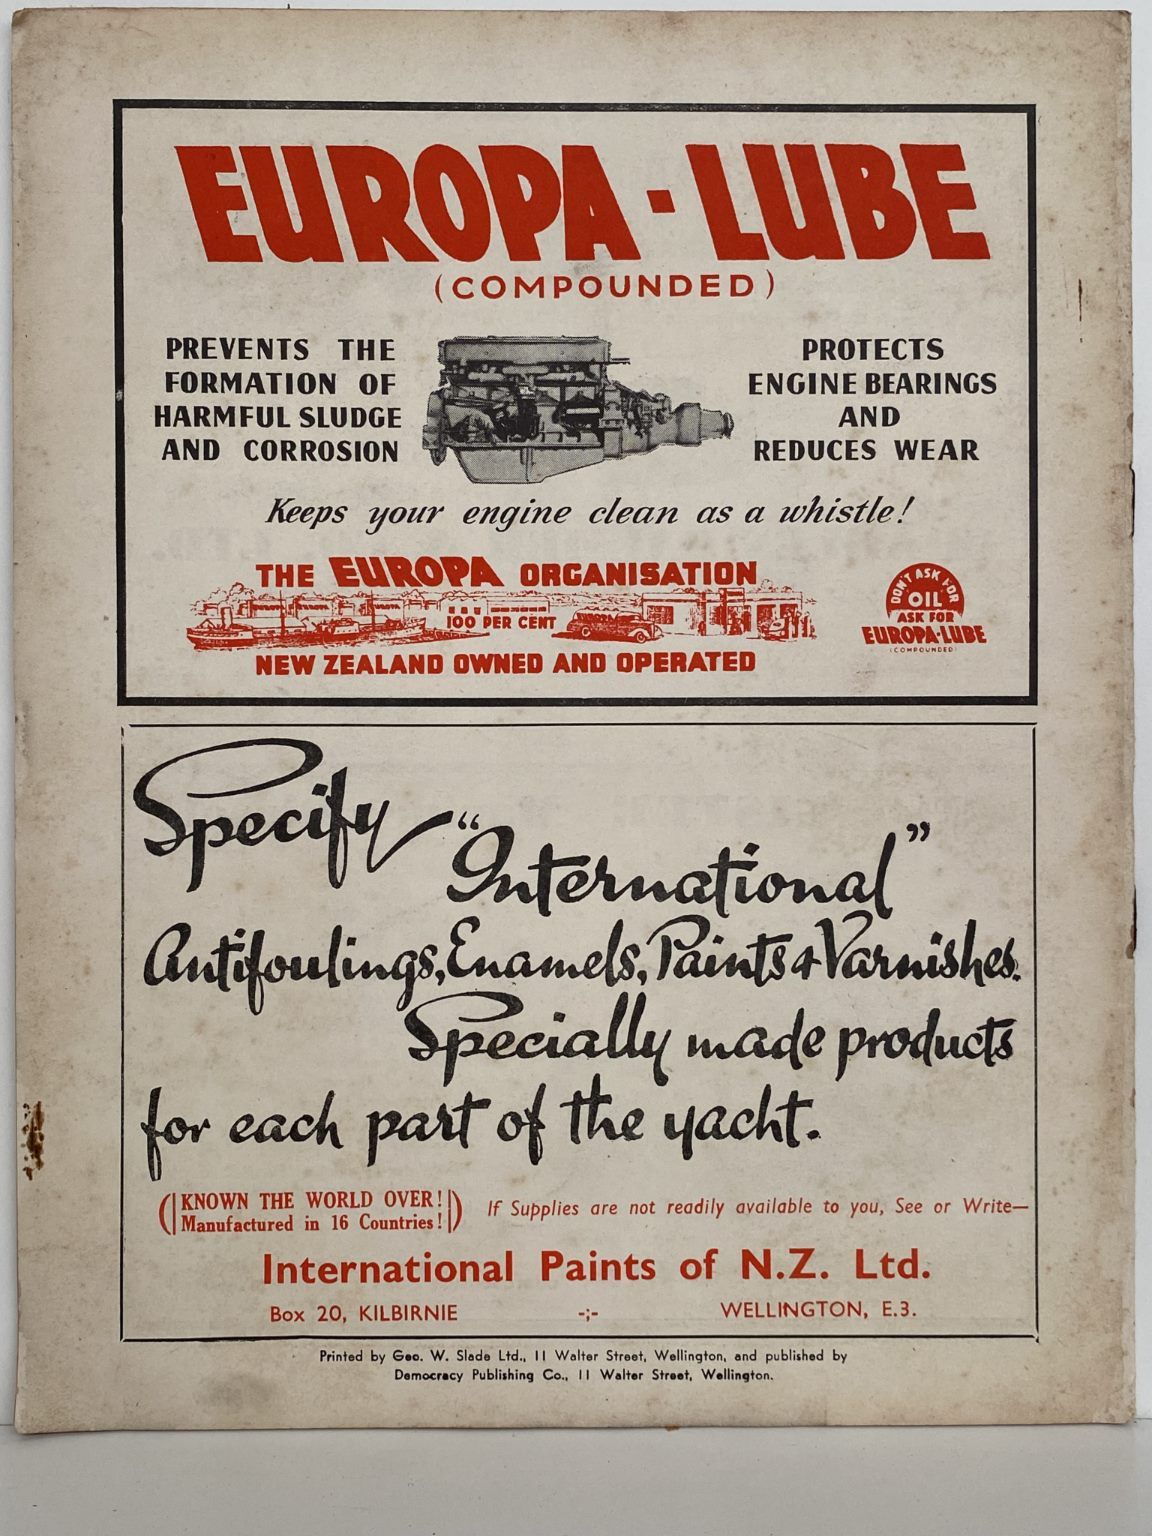 EUROPA-LUBE
(COMPOUNDED)
PREVENTS THE
FORMATION OF
HARMFUL SLUDGE
AND CORROSION
PROTECTS
ENGINE BEARINGS
AND
REDUCES WEAR
Keeps your engine clean as a whistle!
THE EUROPA ORGANISATION
100 PER CENT
NEW ZEALAND OWNED AND OPERATED
DON'T ASK FOR
OIL
ASK FOR
EUROPA-LUBE
(COMPOUNDED)
Specify "International"
Antifoulings, Enamels, Paints & Varnishes.
Specially made products
for each part of the yacht.
KNOWN THE WORLD OVER!
Manufactured in 16 Countries!
If Supplies are not readily available to you, See or Write—
International Paints of N.Z. Ltd.
Box 20, KILBIRNIE -;- WELLINGTON, E.3.
Printed by Geo. W. Slade Ltd., 11 Walter Street, Wellington, and published by
Democracy Publishing Co., 11 Walter Street, Wellington.